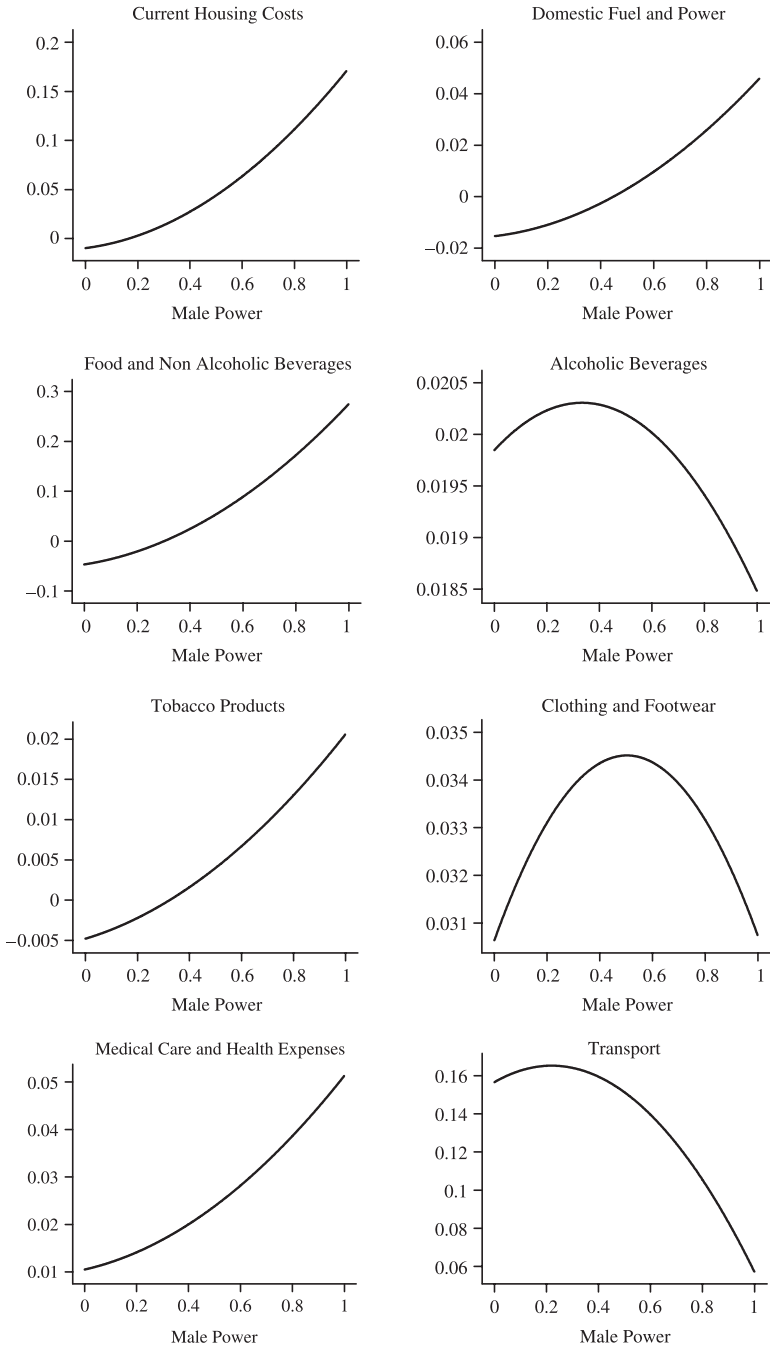 Current Housing Costs
0.2
0.15
0.1
0.05
0
0 0.2 0.4 0.6 0.8 1
Male Power
Domestic Fuel and Power
0.06
0.04
0.02
0
–0.02
0 0.2 0.4 0.6 0.8 1
Male Power
Food and Non Alcoholic Beverages
0.3
0.2
0.1
0
–0.1
0 0.2 0.4 0.6 0.8 1
Male Power
Alcoholic Beverages
0.0205
0.02
0.0195
0.019
0.0185
0 0.2 0.4 0.6 0.8 1
Male Power
Tobacco Products
0.02
0.015
0.01
0.005
0
–0.005
0 0.2 0.4 0.6 0.8 1
Male Power
Clothing and Footwear
0.035
0.034
0.033
0.032
0.031
0 0.2 0.4 0.6 0.8 1
Male Power
Medical Care and Health Expenses
0.05
0.04
0.03
0.02
0.01
0 0.2 0.4 0.6 0.8 1
Male Power
Transport
0.16
0.14
0.12
0.1
0.08
0.06
0 0.2 0.4 0.6 0.8 1
Male Power